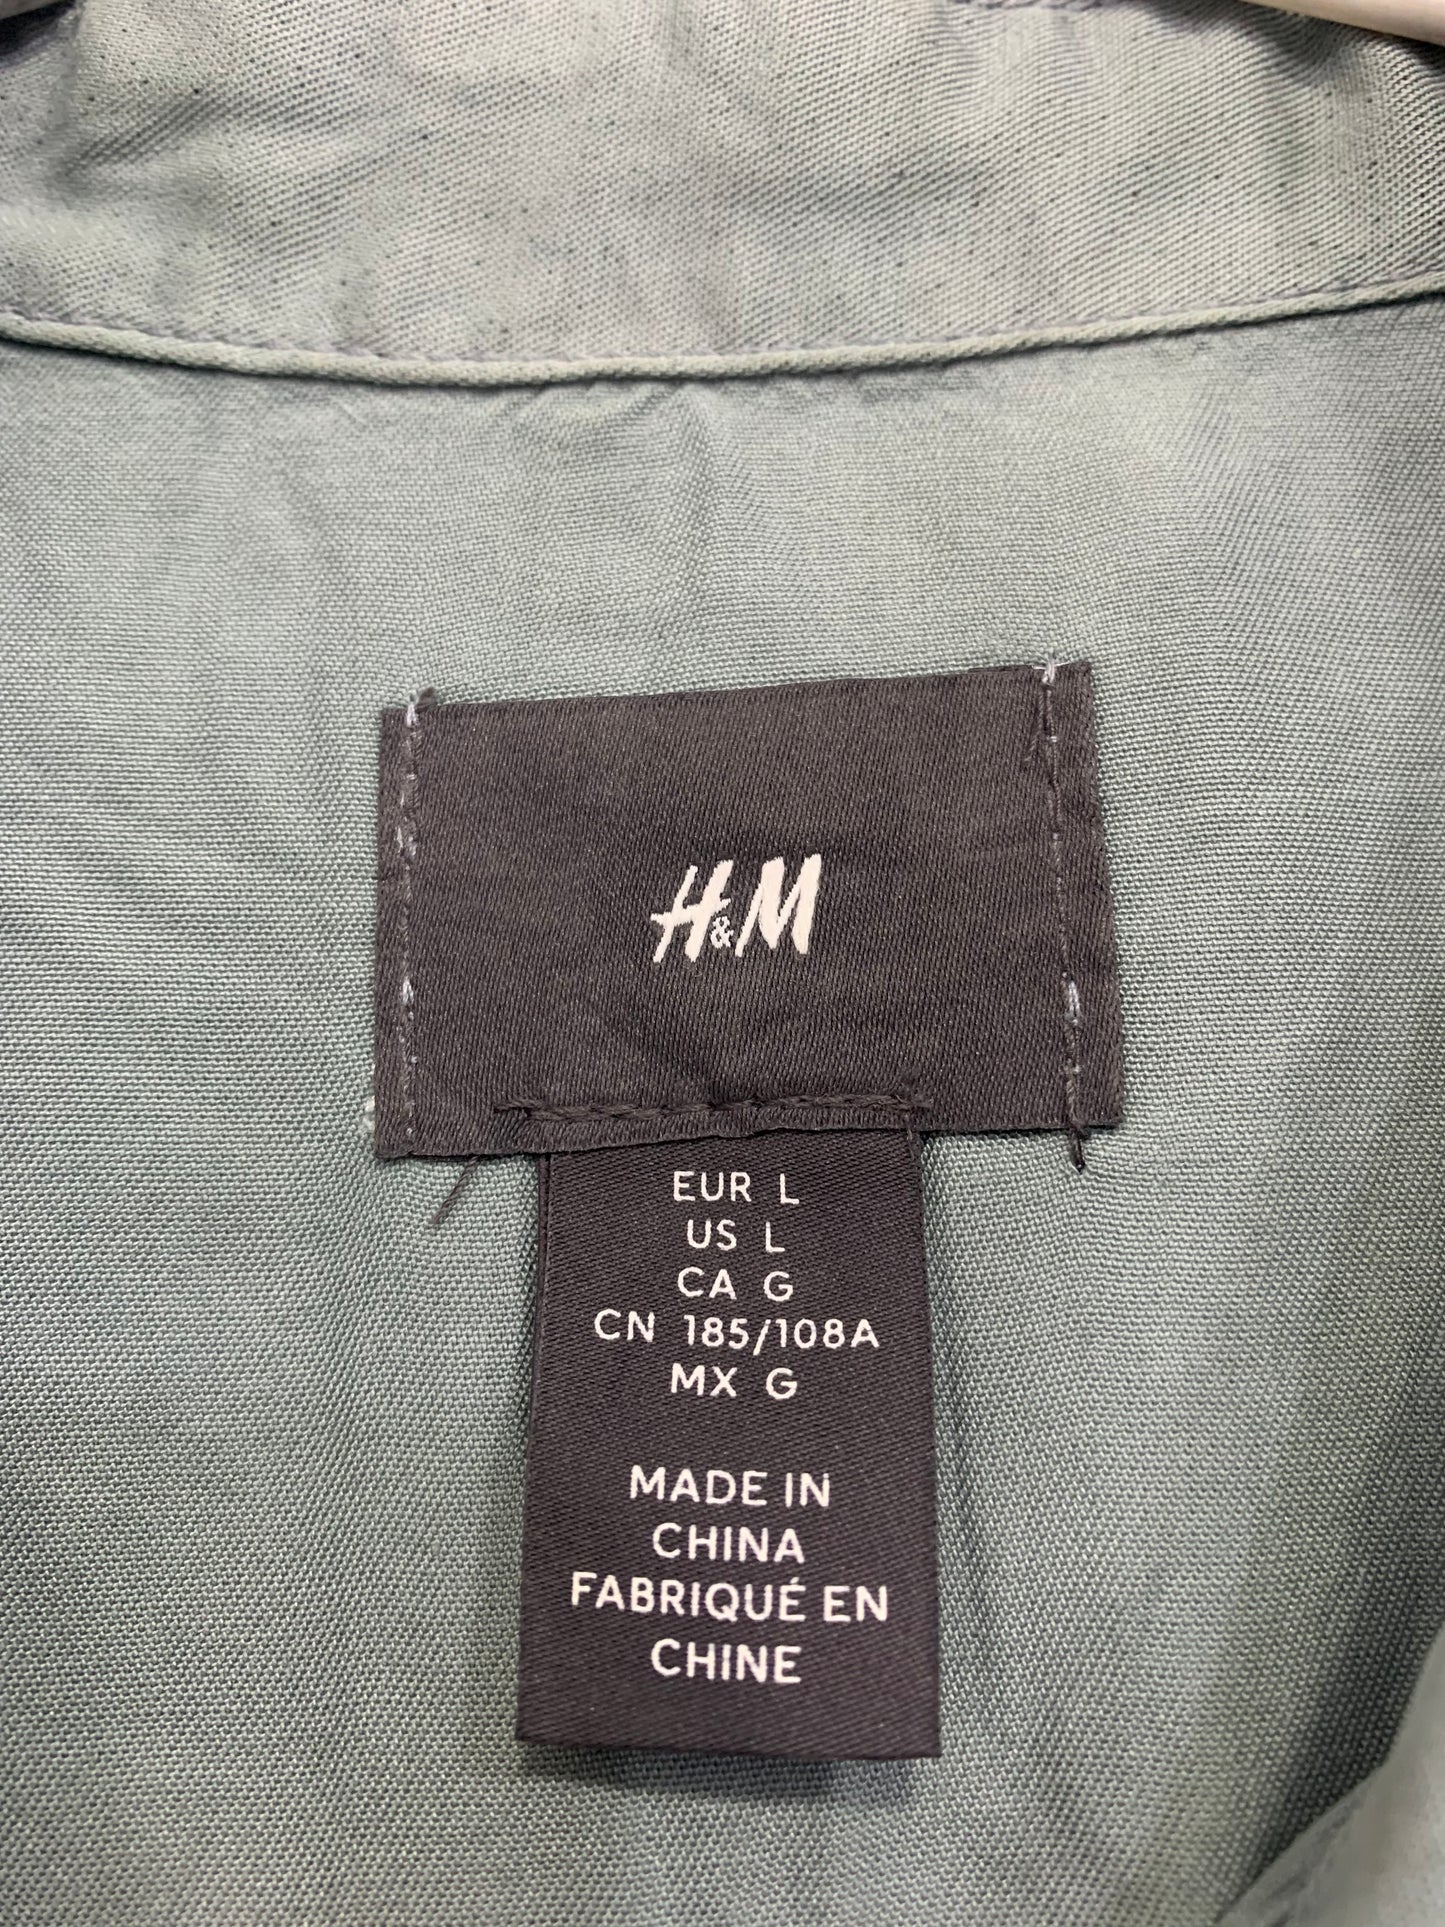 H&M
EUR L
US L
CA G
CN 185/108A
MX G
MADE IN
CHINA
FABRIQUÉ EN
CHINE